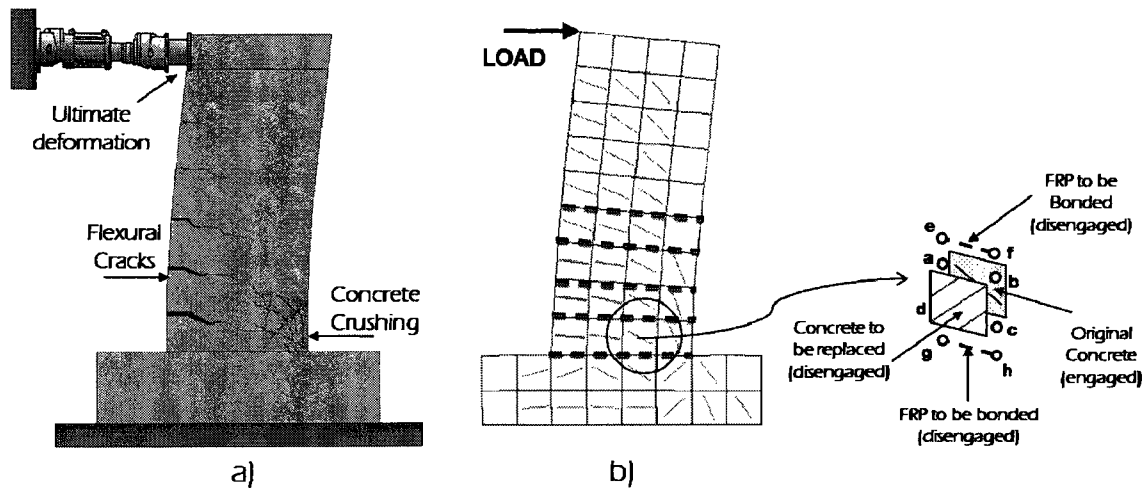 Ultimate
deformation
Flexural
Cracks
Concrete
Crushing
a)
LOAD
b)
FRP to be
Bonded
(disengaged)
e
f
a
b
d
c
g
h
Concrete to
be replaced
(disengaged)
Original
Concrete
(engaged)
FRP to be bonded
(disengaged)